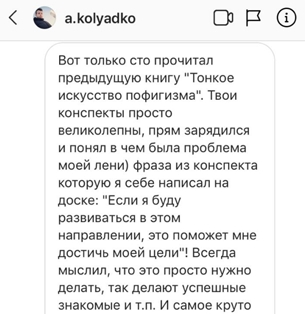 a.kolyadko
Вот только сто прочитал
предыдущую книгу "Тонкое
искусство пофигизма". Твои
конспекты просто
великолепны, прям зарядился
и понял в чем была проблема
моей лени) фраза из конспекта
которую я себе написал на
доске: "Если я буду
развиваться в этом
направлении, это поможет мне
достичь моей цели"! Всегда
мыслил, что это просто нужно
делать, так делают успешные
знакомые и т.п. И самое круто